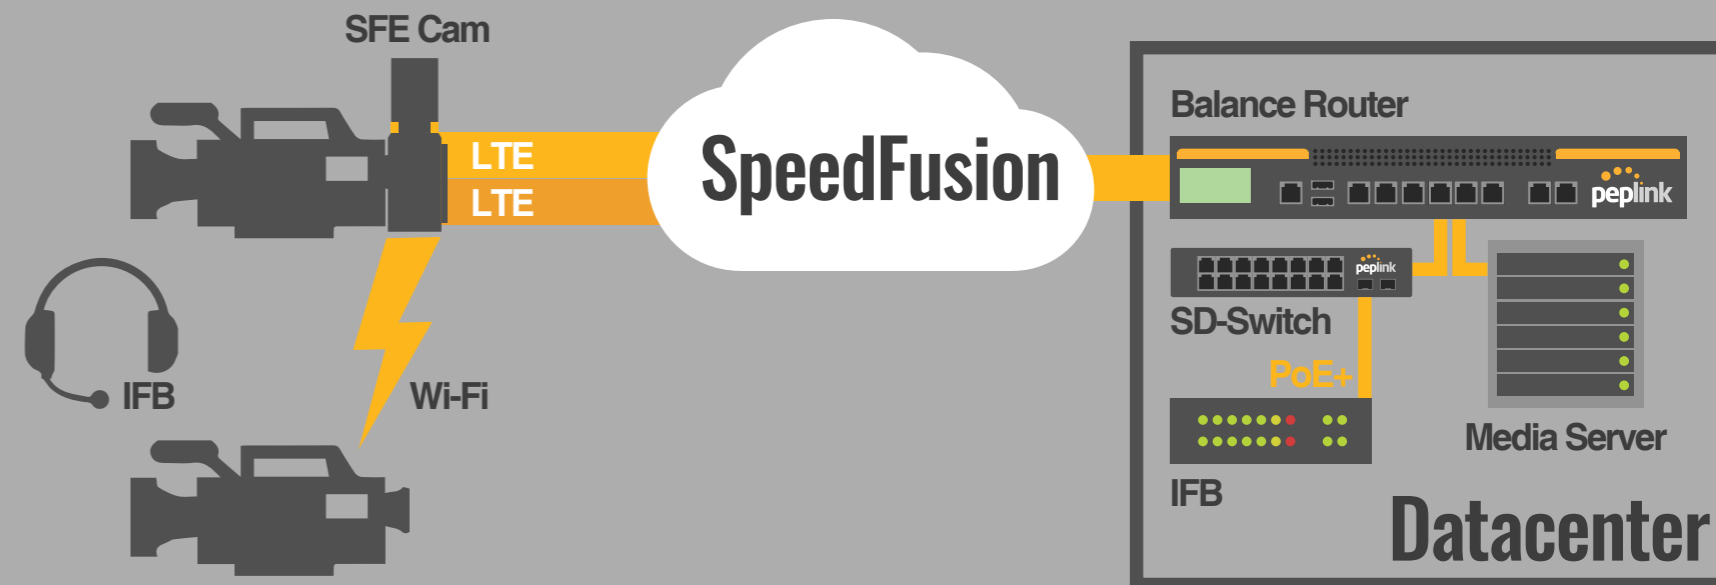 SFE Cam
LTE
LTE
SpeedFusion
IFB
Wi-Fi
Balance Router
peplink
peplink
SD-Switch
PoE+
IFB
Media Server
Datacenter